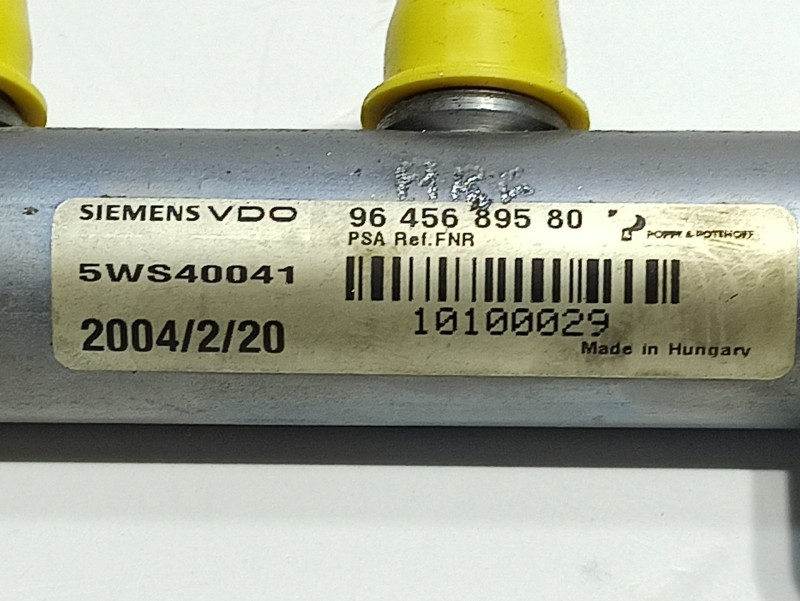 SIEMENS VDO
96 456 895 80
PSA Ref.FNR
POPPE & POTTHOFF
5WS40041
10100029
2004/2/20
Made in Hungary